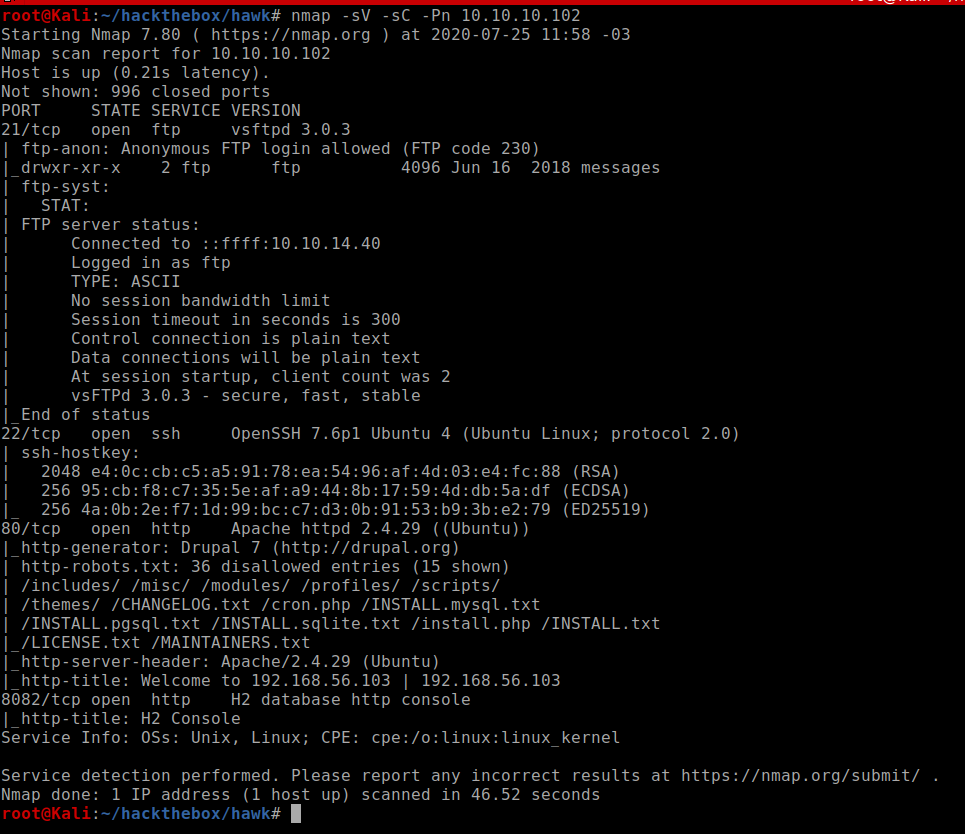 root@Kali:~/hackthebox/hawk# nmap -sV -sC -Pn 10.10.10.102
Starting Nmap 7.80 ( https://nmap.org ) at 2020-07-25 11:58 -03
Nmap scan report for 10.10.10.102
Host is up (0.21s latency).
Not shown: 996 closed ports
PORT     STATE SERVICE VERSION
21/tcp   open  ftp     vsftpd 3.0.3
| ftp-anon: Anonymous FTP login allowed (FTP code 230)
|_drwxr-xr-x    2 ftp      ftp          4096 Jun 16  2018 messages
| ftp-syst:
|   STAT:
| FTP server status:
|      Connected to ::ffff:10.10.14.40
|      Logged in as ftp
|      TYPE: ASCII
|      No session bandwidth limit
|      Session timeout in seconds is 300
|      Control connection is plain text
|      Data connections will be plain text
|      At session startup, client count was 2
|      vsFTPd 3.0.3 - secure, fast, stable
|_End of status
22/tcp   open  ssh     OpenSSH 7.6p1 Ubuntu 4 (Ubuntu Linux; protocol 2.0)
| ssh-hostkey:
|   2048 e4:0c:cb:c5:a5:91:78:ea:54:96:af:4d:03:e4:fc:88 (RSA)
|   256 95:cb:f8:c7:35:5e:af:a9:44:8b:17:59:4d:db:5a:df (ECDSA)
|_  256 4a:0b:2e:f7:1d:99:bc:c7:d3:0b:91:53:b9:3b:e2:79 (ED25519)
80/tcp   open  http    Apache httpd 2.4.29 ((Ubuntu))
|_http-generator: Drupal 7 (http://drupal.org)
| http-robots.txt: 36 disallowed entries (15 shown)
| /includes/ /misc/ /modules/ /profiles/ /scripts/
| /themes/ /CHANGELOG.txt /cron.php /INSTALL.mysql.txt
| /INSTALL.pgsql.txt /INSTALL.sqlite.txt /install.php /INSTALL.txt
|_/LICENSE.txt /MAINTAINERS.txt
|_http-server-header: Apache/2.4.29 (Ubuntu)
|_http-title: Welcome to 192.168.56.103 | 192.168.56.103
8082/tcp open  http    H2 database http console
|_http-title: H2 Console
Service Info: OSs: Unix, Linux; CPE: cpe:/o:linux:linux_kernel

Service detection performed. Please report any incorrect results at https://nmap.org/submit/ .
Nmap done: 1 IP address (1 host up) scanned in 46.52 seconds
root@Kali:~/hackthebox/hawk#